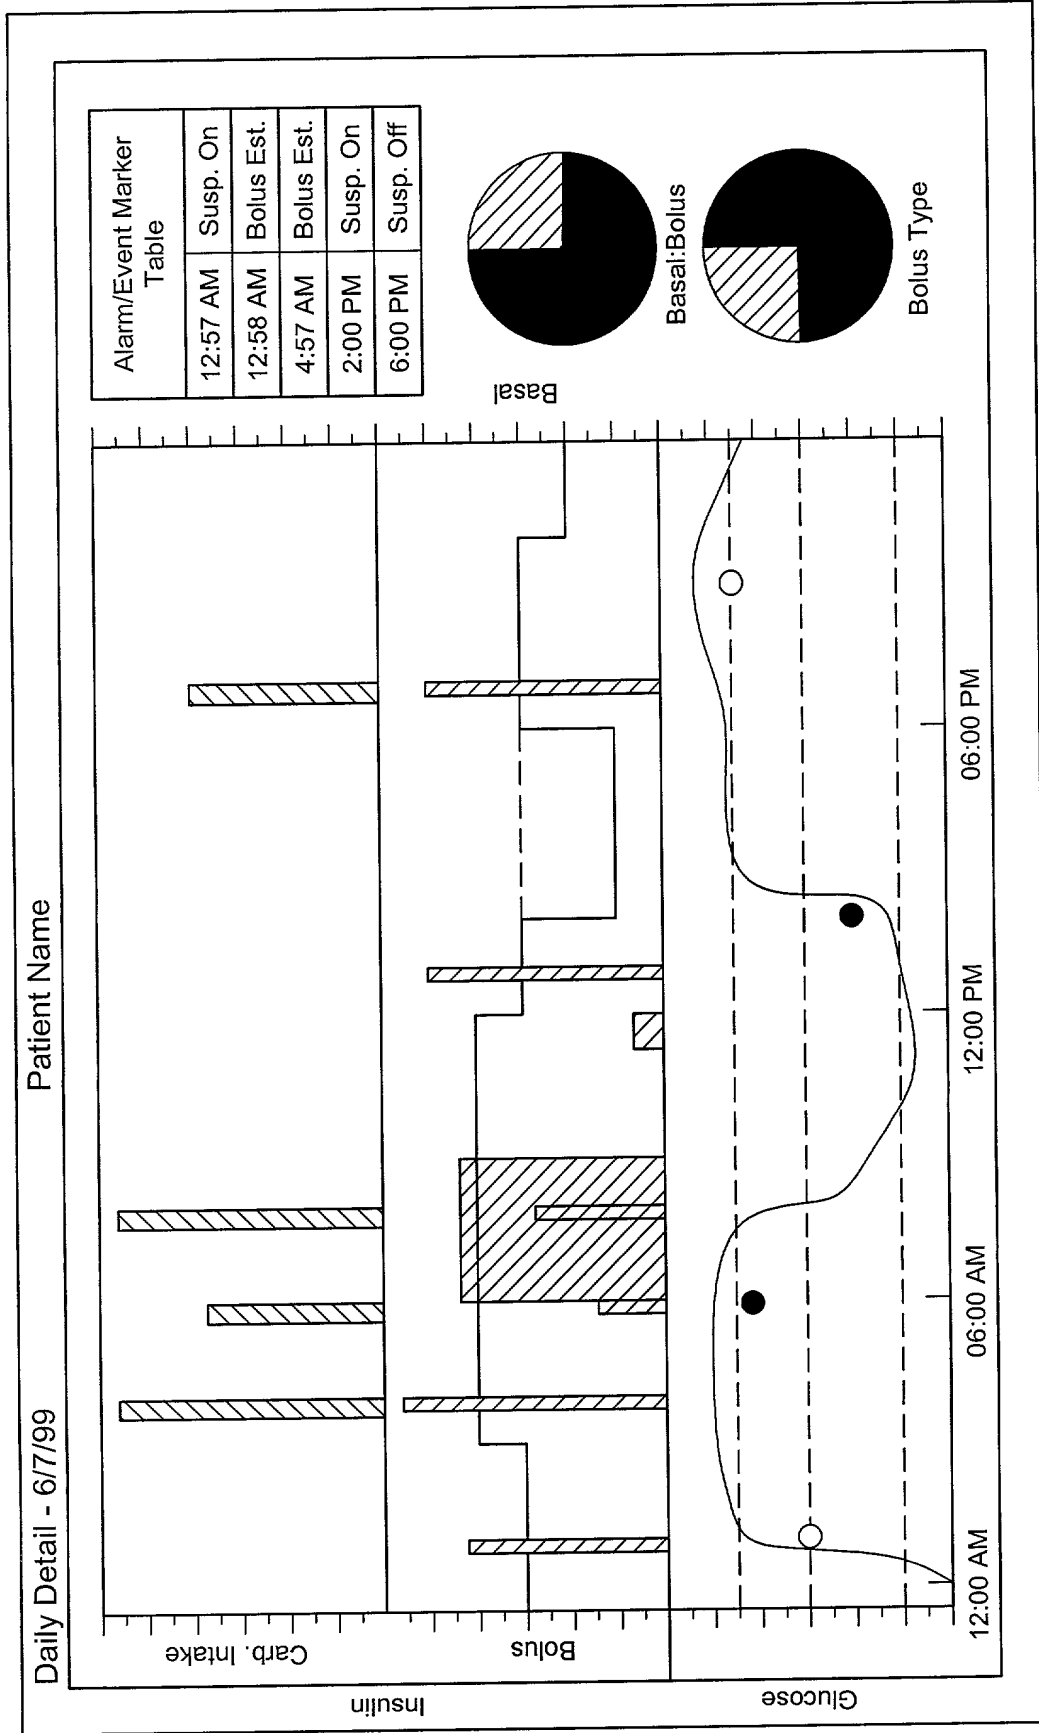 Patient Name
Daily Detail - 6/7/99
Alarm/Event Marker
Table
12:57 AM Susp. On
12:58 AM Bolus Est.
4:57 AM Bolus Est.
2:00 PM Susp. On
6:00 PM Susp. Off
Carb. Intake
Insulin
Bolus
Basal
Glucose
Basal:Bolus
Bolus Type
12:00 AM
06:00 AM
12:00 PM
06:00 PM